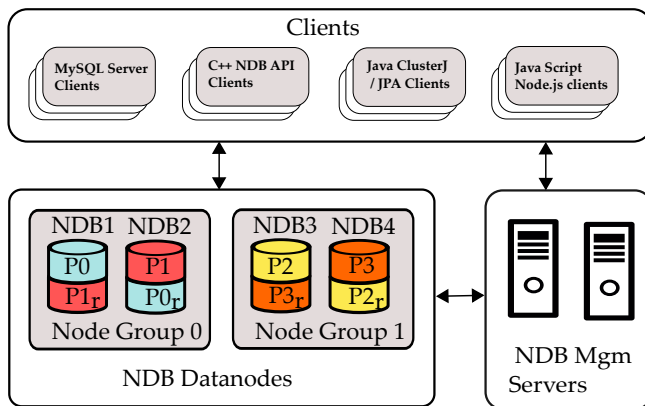 Clients
MySQL Server
Clients
C++ NDB API
Clients
Java ClusterJ
/ JPA Clients
Java Script
Node.js clients
NDB1 NDB2
P0 P1
P1r P0r
Node Group 0
NDB3 NDB4
P2 P3
P3r P2r
Node Group 1
NDB Datanodes
NDB Mgm
Servers